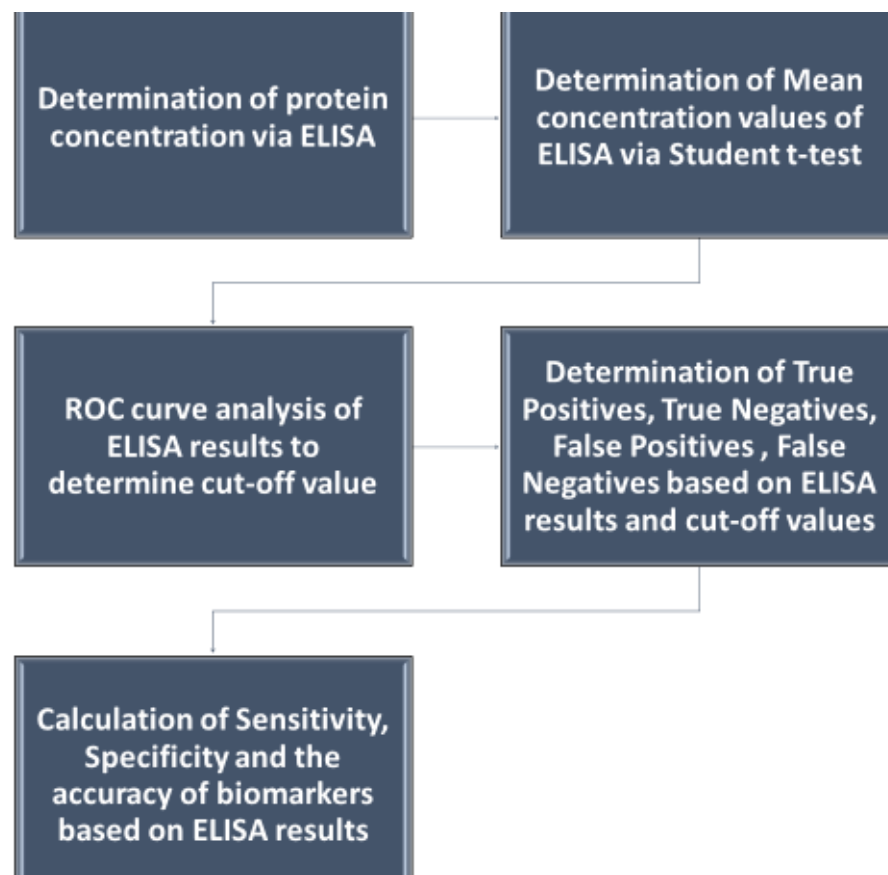 Determination of protein
concentration via ELISA
Determination of Mean
concentration values of
ELISA via Student t-test
ROC curve analysis of
ELISA results to
determine cut-off value
Determination of True
Positives, True Negatives,
False Positives , False
Negatives based on ELISA
results and cut-off values
Calculation of Sensitivity,
Specificity and the
accuracy of biomarkers
based on ELISA results